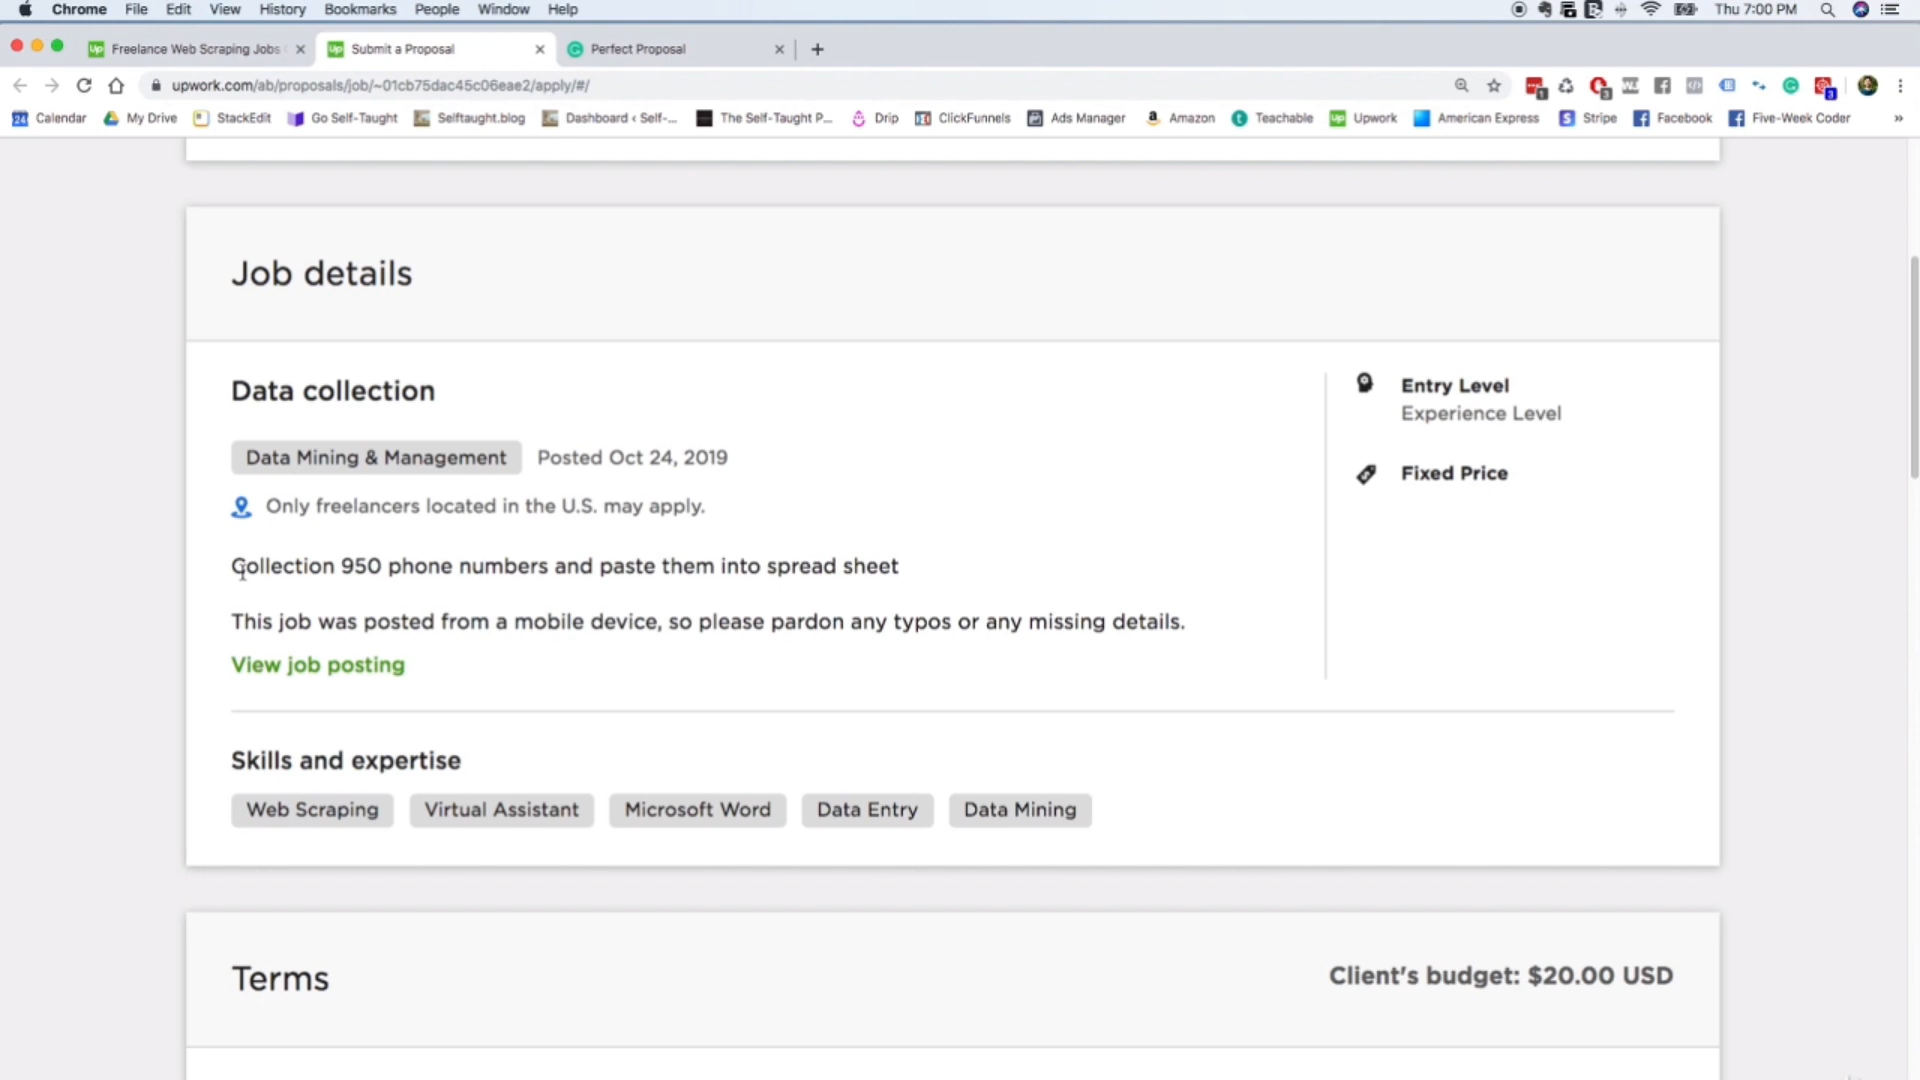 Chrome File Edit View History Bookmarks People Window Help Thu 7:00 PM
Freelance Web Scraping Jobs Submit a Proposal Perfect Proposal
upwork.com/ab/proposals/job/~01cb75dac45c06eae2/apply/#/
Calendar My Drive StackEdit Go Self-Taught Selftaught.blog Dashboard ‹ Self-... The Self-Taught P... Drip ClickFunnels Ads Manager Amazon Teachable Upwork American Express Stripe Facebook Five-Week Coder »
Job details
Data collection
Entry Level
Experience Level
Data Mining & Management Posted Oct 24, 2019
Fixed Price
Only freelancers located in the U.S. may apply.
Collection 950 phone numbers and paste them into spread sheet
This job was posted from a mobile device, so please pardon any typos or any missing details.
View job posting
Skills and expertise
Web Scraping Virtual Assistant Microsoft Word Data Entry Data Mining
Terms
Client's budget: $20.00 USD